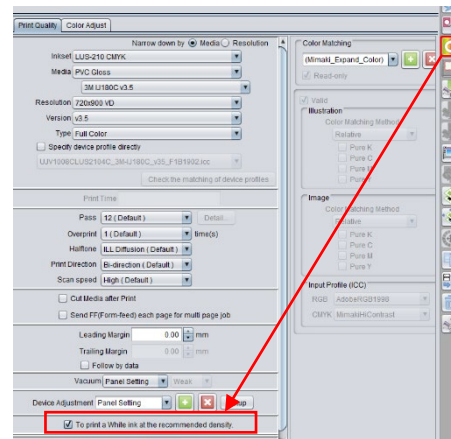 Print Quality Color Adjust
Narrow down by Media Resolution
Inkset LUS-210 CMYK
Media PVC Gloss
3M IJ180C v3.5
Resolution 720x900 VD
Version v3.5
Type Full Color
Specify device profile directly
UJV100BCLUS2104C_3M-IJ180C_v35_F1B1902.icc
Check the matching of device profiles
Print Time
Pass 12 ( Default ) Detail...
Overprint 1 ( Default ) time(s)
Halftone ILL Diffusion ( Default )
Print Direction Bi-direction ( Default )
Scan speed High ( Default )
Cut Media after Print
Send FF(Form-feed) each page for multi page job
Leading Margin 0.00 mm
Trailing Margin 0.00 mm
Follow by data
Vacuum Panel Setting Weak
Device Adjustment Panel Setting
To print a White ink at the recommended density.
Color Matching
(Mimaki_Expand_Color)
Read-only
Valid
Illustration
Color Matching Method
Relative
Pure K
Pure C
Pure M
Pure Y
Image
Color Matching Method
Relative
Pure K
Pure C
Pure M
Pure Y
Input Profile (ICC)
RGB AdobeRGB1998
CMYK MimakiHiContrast